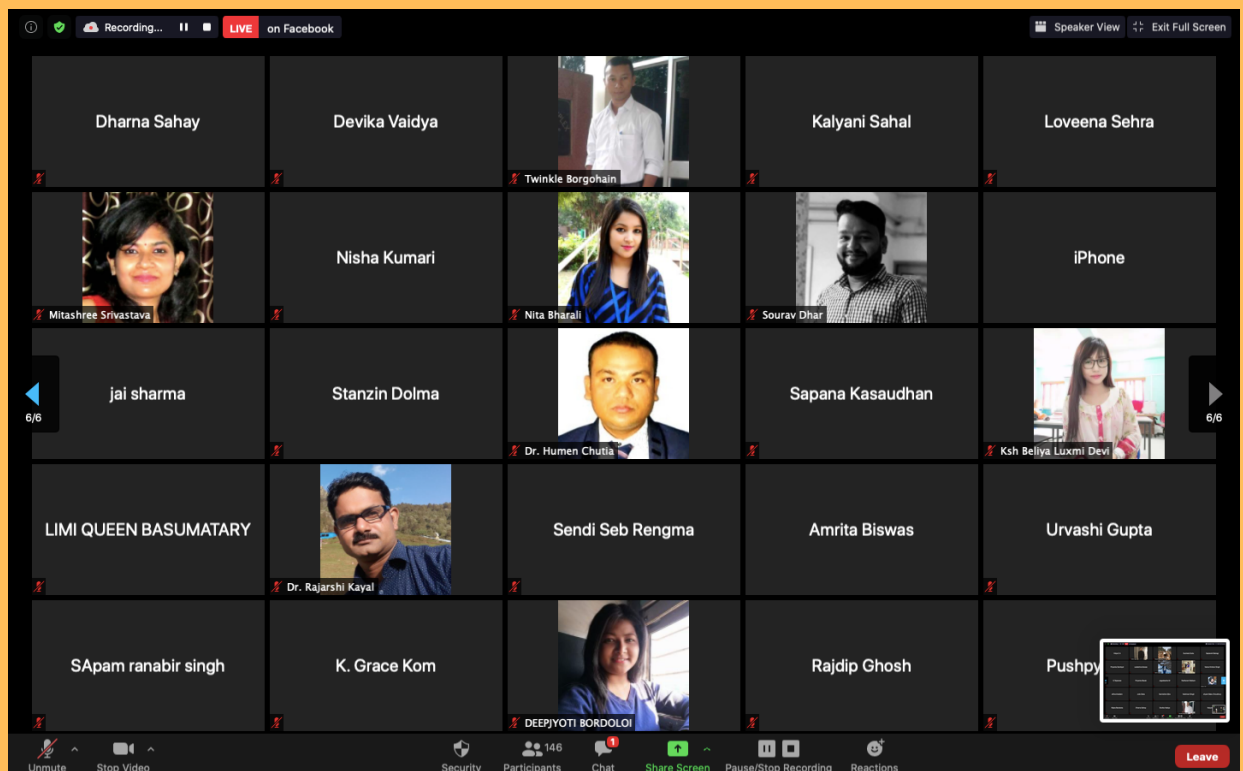 Recording...
LIVE on Facebook
Speaker View
Exit Full Screen
Dharna Sahay
Devika Vaidya
Twinkle Borgohain
Kalyani Sahal
Loveena Sehra
Mitashree Srivastava
Nisha Kumari
Nita Bharali
Sourav Dhar
iPhone
6/6
jai sharma
Stanzin Dolma
Dr. Humen Chutia
Sapana Kasaudhan
Ksh Beliya Luxmi Devi
6/6
LIMI QUEEN BASUMATARY
Dr. Rajarshi Kayal
Sendi Seb Rengma
Amrita Biswas
Urvashi Gupta
SApam ranabir singh
K. Grace Kom
DEEPJYOTI BORDOLOI
Rajdip Ghosh
Pushpy
Unmute
Stop Video
Security
146
Participants
1
Chat
Share Screen
Pause/Stop Recording
Reactions
Leave